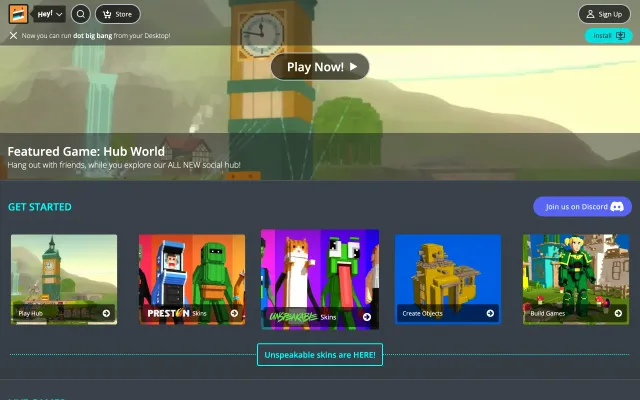 Hey!
Store
Sign Up
Now you can run dot big bang from your Desktop!
Install
Play Now!
Featured Game: Hub World
Hang out with friends, while you explore our ALL NEW social hub!
GET STARTED
Join us on Discord
Play Hub
PRESTON Skins
UNSPEAKABLE Skins
Create Objects
Build Games
Unspeakable skins are HERE!